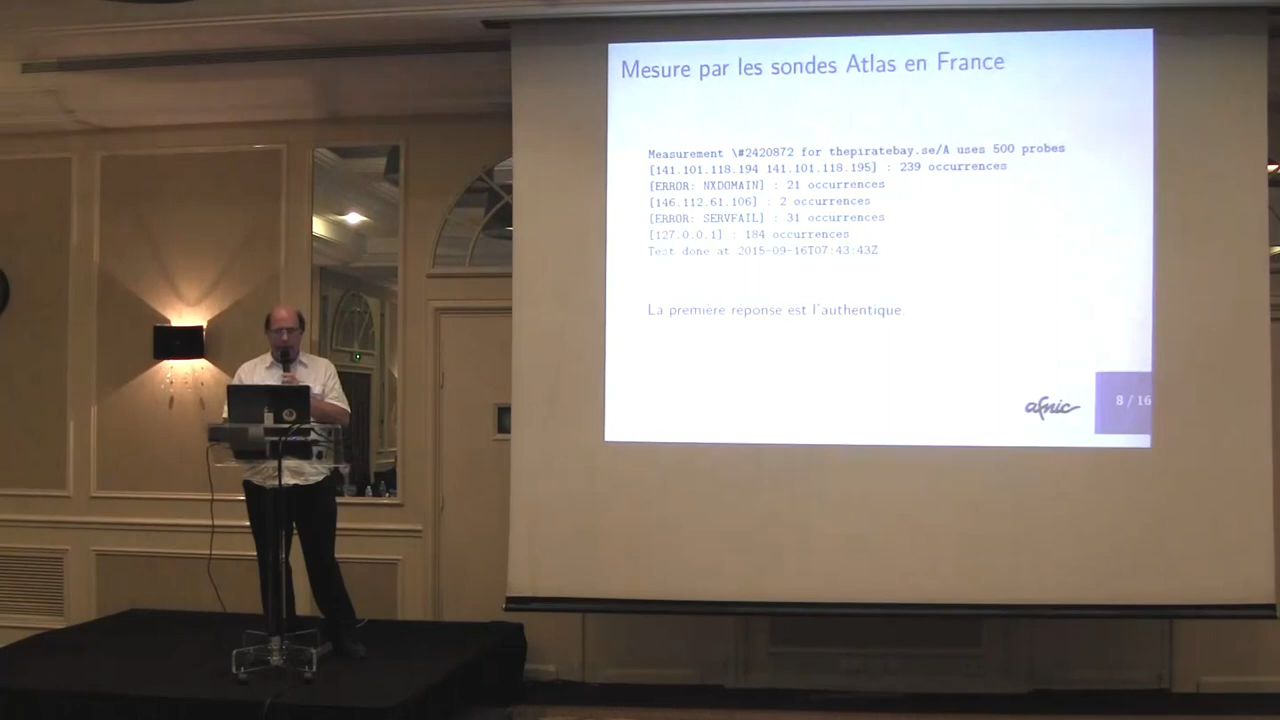 Mesure par les sondes Atlas en France
Measurement \#2420872 for thepiratebay.se/A uses 500 probes
[141.101.118.194 141.101.118.195] : 239 occurrences
[ERROR: NXDOMAIN] : 21 occurrences
[146.112.61.106] : 2 occurrences
[ERROR: SERVFAIL] : 31 occurrences
[127.0.0.1] : 184 occurrences
Test done at 2015-09-16T07:43:43Z
La première réponse est l'authentique.
afnic
8 / 16